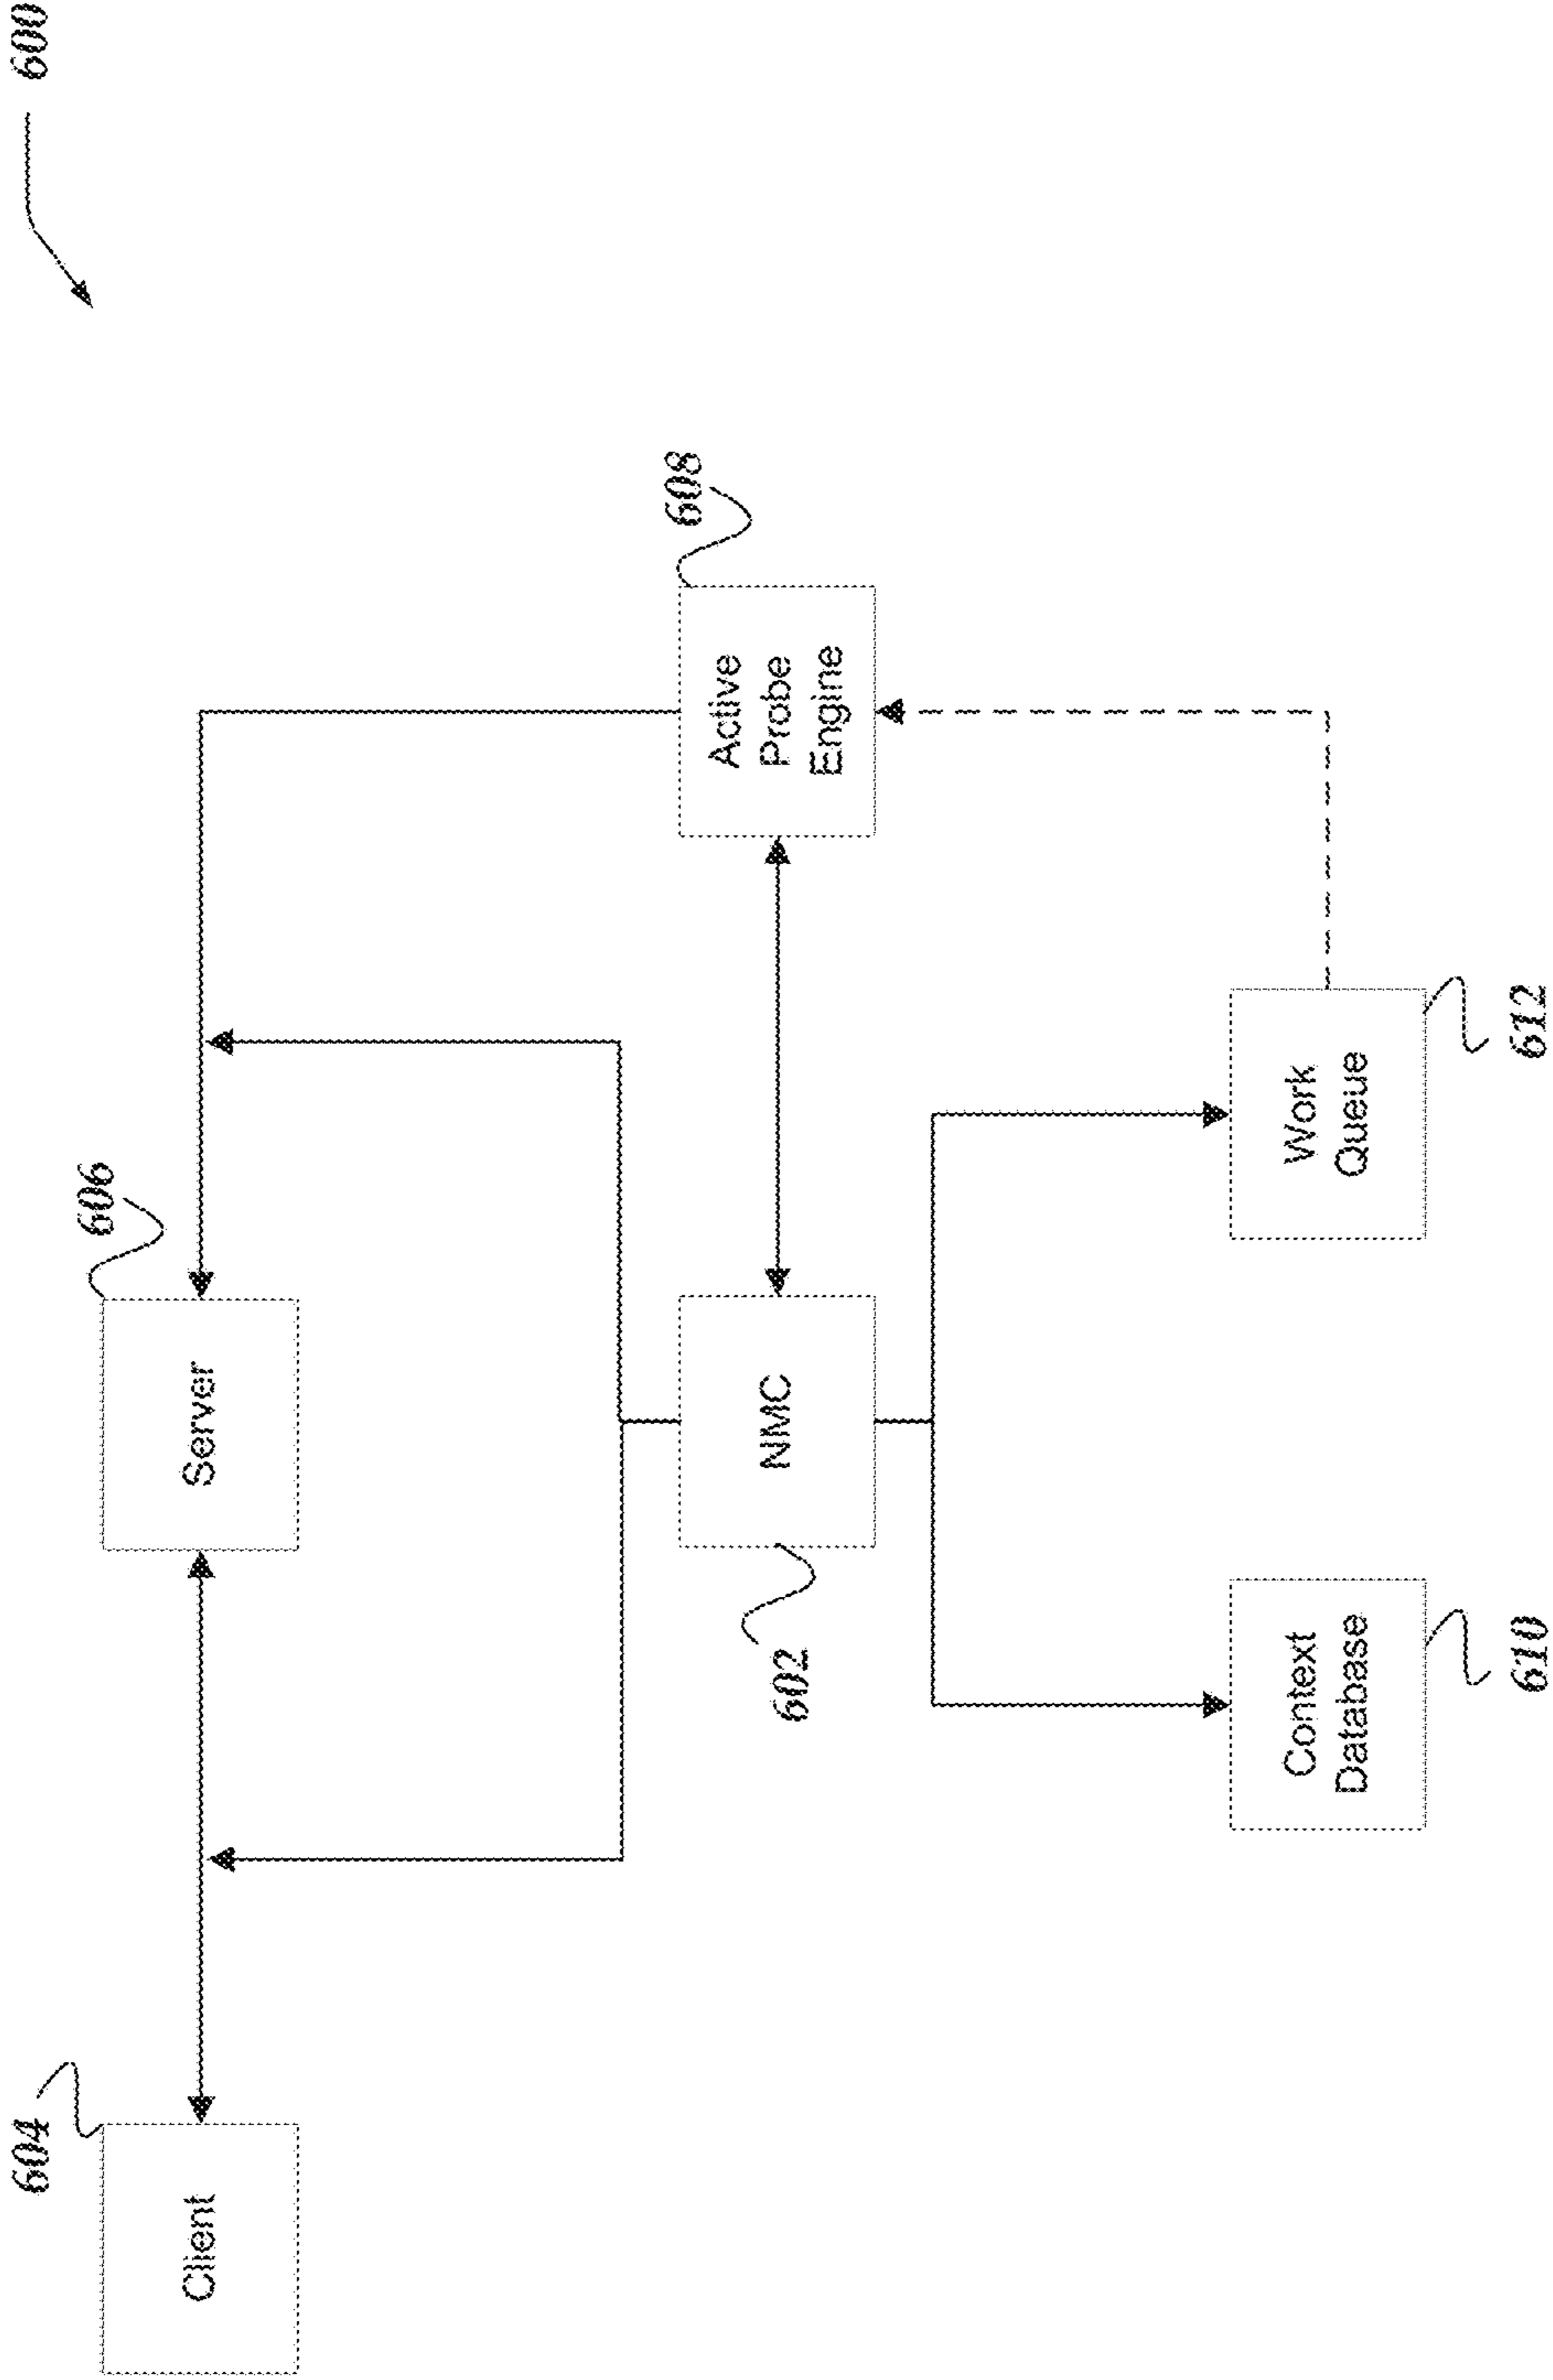 600
604
606
Client
Server
608
602
NMC
Active
Probe
Engine
Context
Database
Work
Queue
610
612